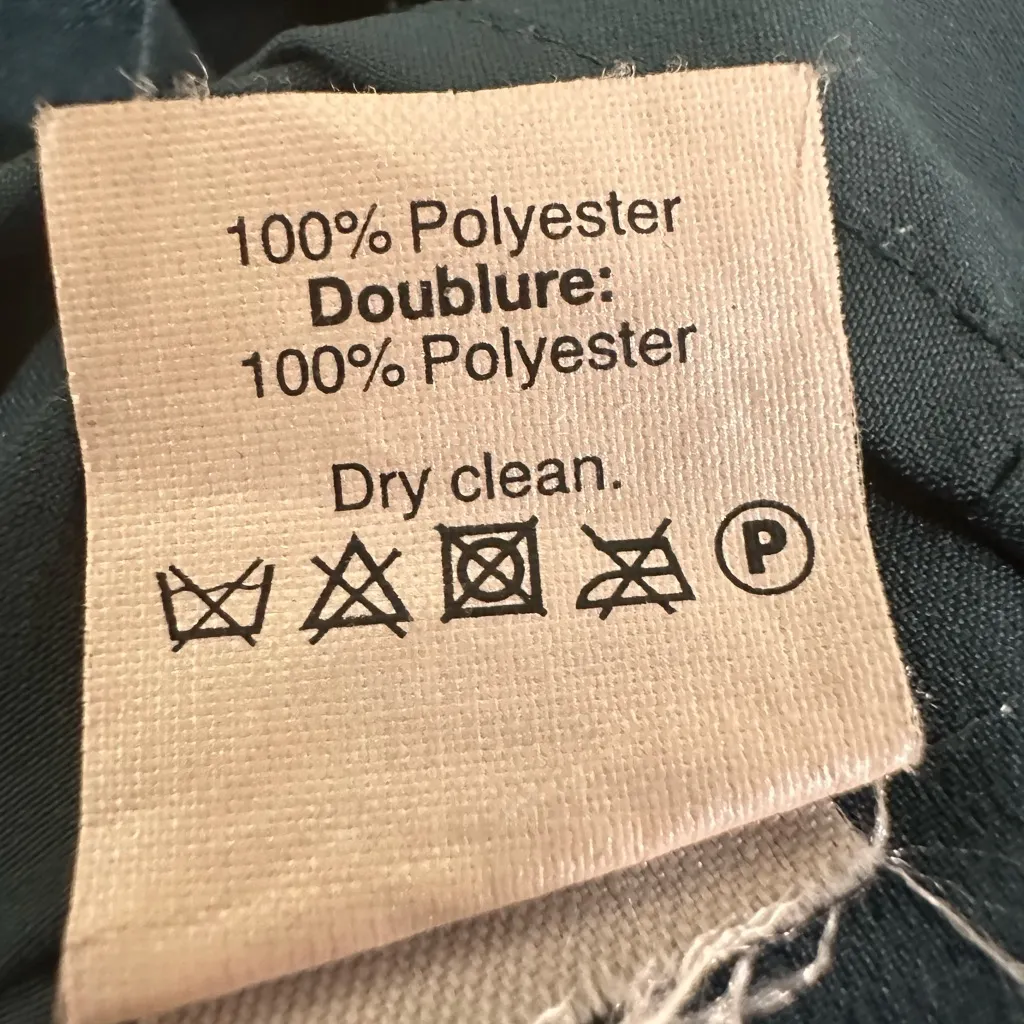 100% Polyester
Doublure:
100% Polyester
Dry clean.
P